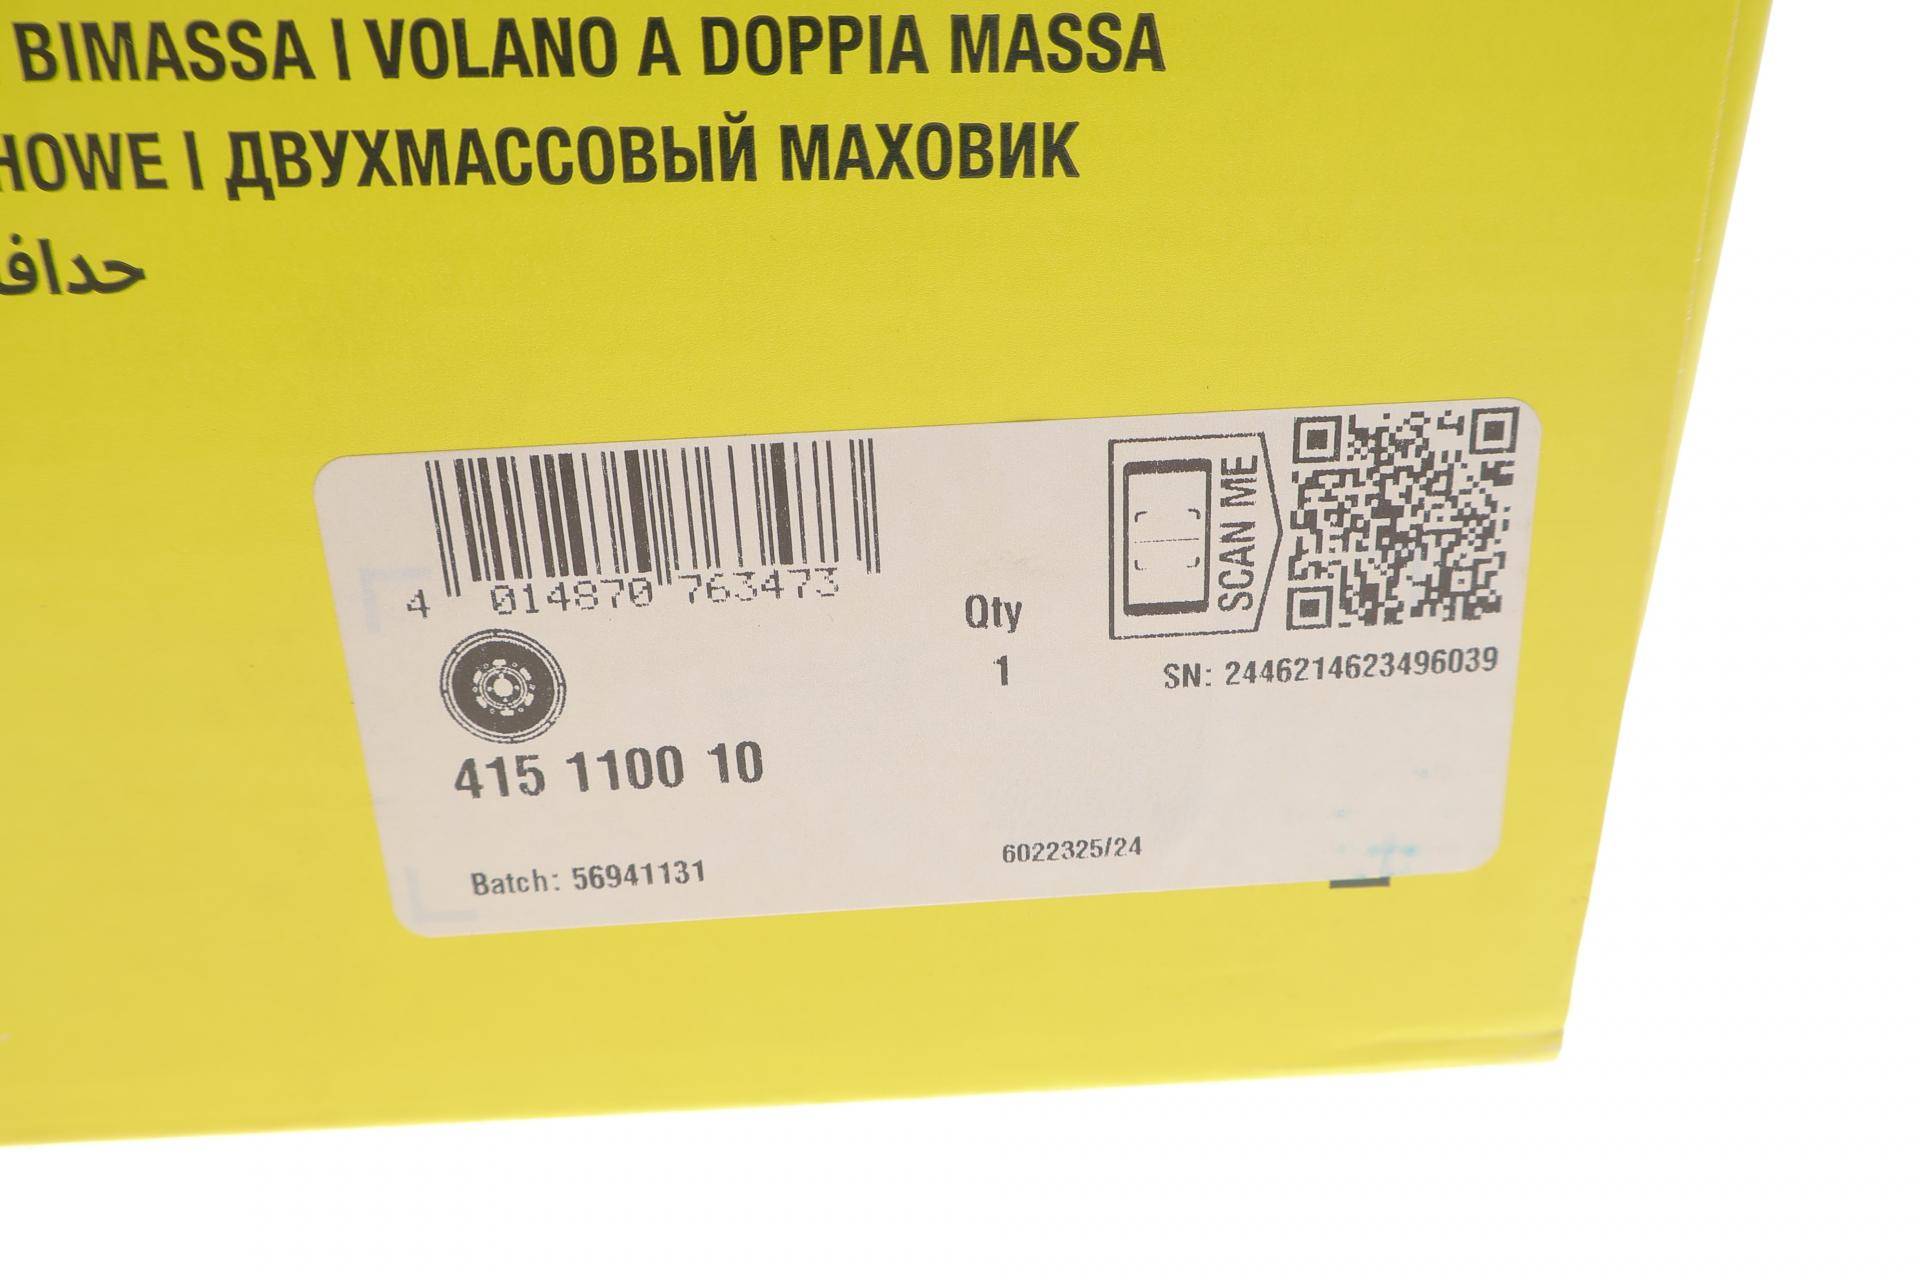 BIMASSA | VOLANO A DOPPIA MASSA
HOWE | ДВУХМАССОВЫЙ МАХОВИК
حدافـ
4 014870 763473
SCAN ME
Qty
1
SN: 2446214623496039
415 1100 10
Batch: 56941131
6022325/24